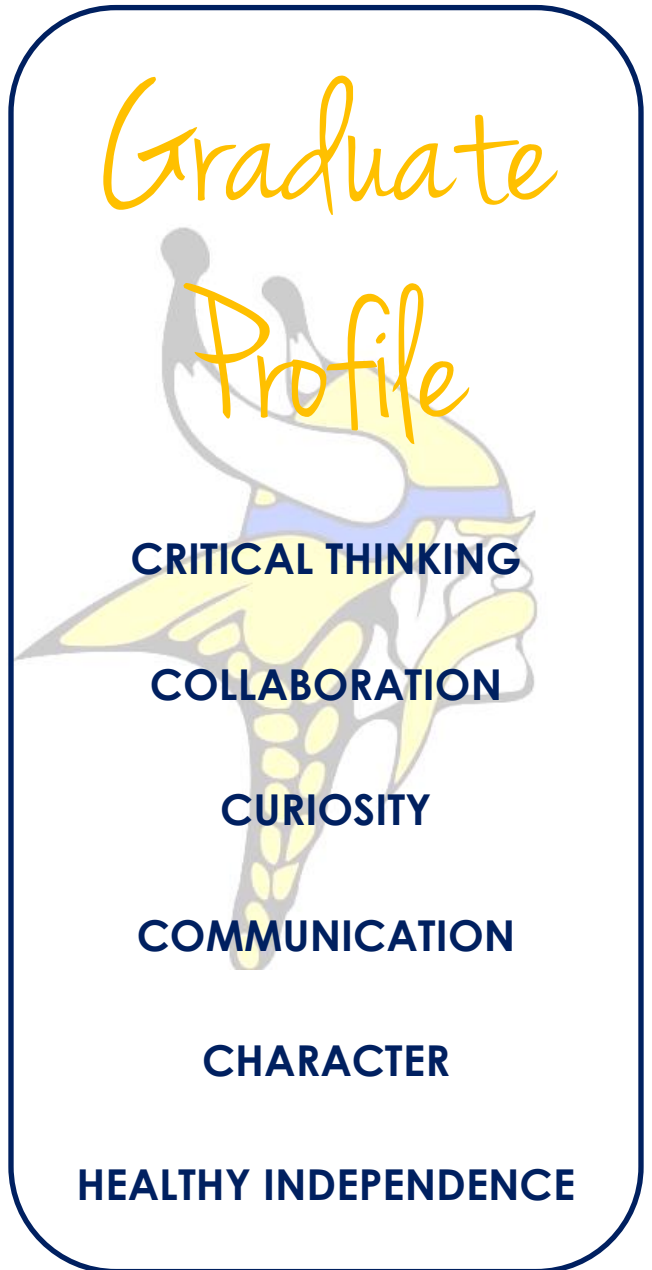 Graduate
Profile
CRITICAL THINKING
COLLABORATION
CURIOSITY
COMMUNICATION
CHARACTER
HEALTHY INDEPENDENCE